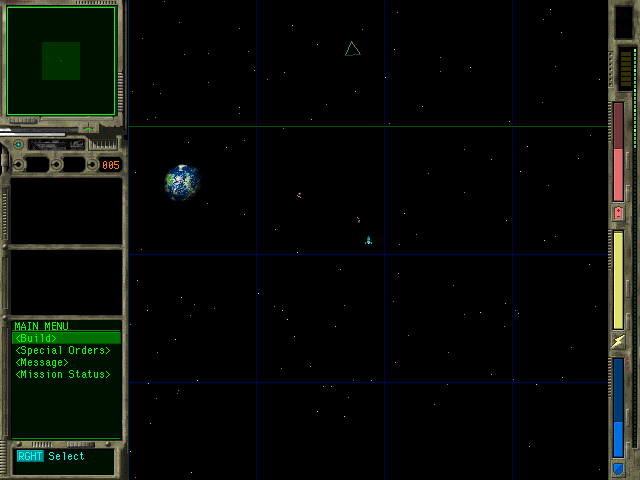 005
MAIN MENU
<Build>
<Special Orders>
<Message>
<Mission Status>
RGHT Select